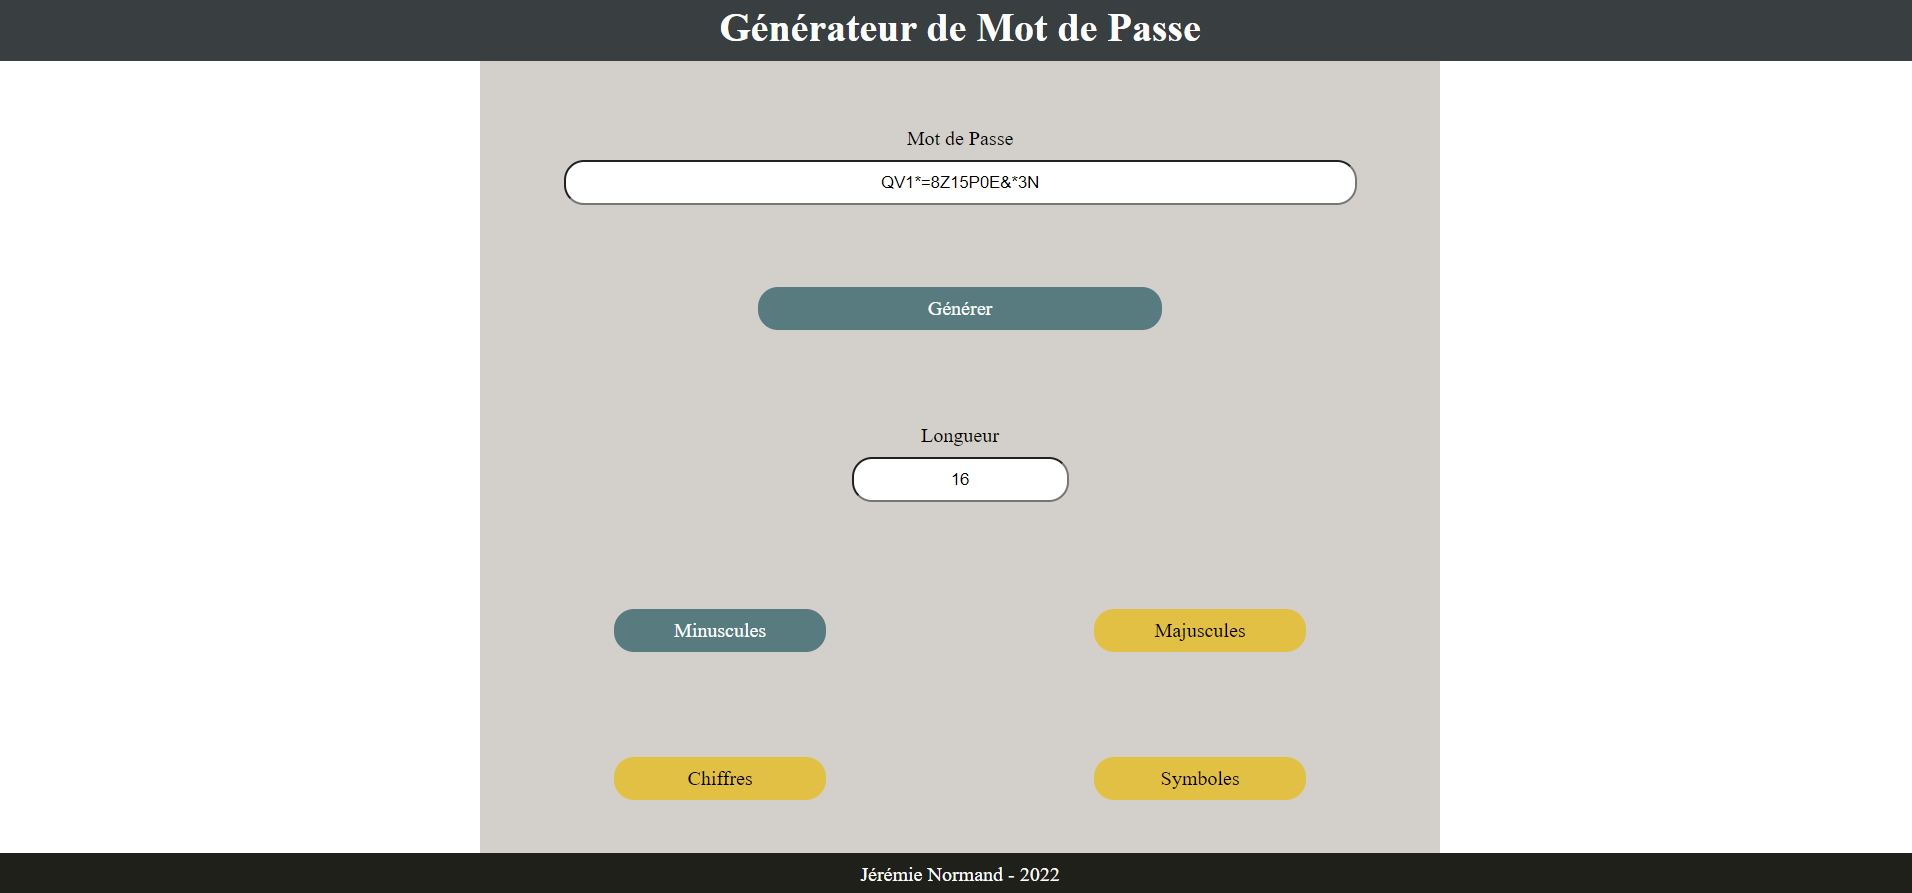 Générateur de Mot de Passe
Mot de Passe
QV1*=8Z15P0E&*3N
Générer
Longueur
16
Minuscules
Majuscules
Chiffres
Symboles
Jérémie Normand - 2022